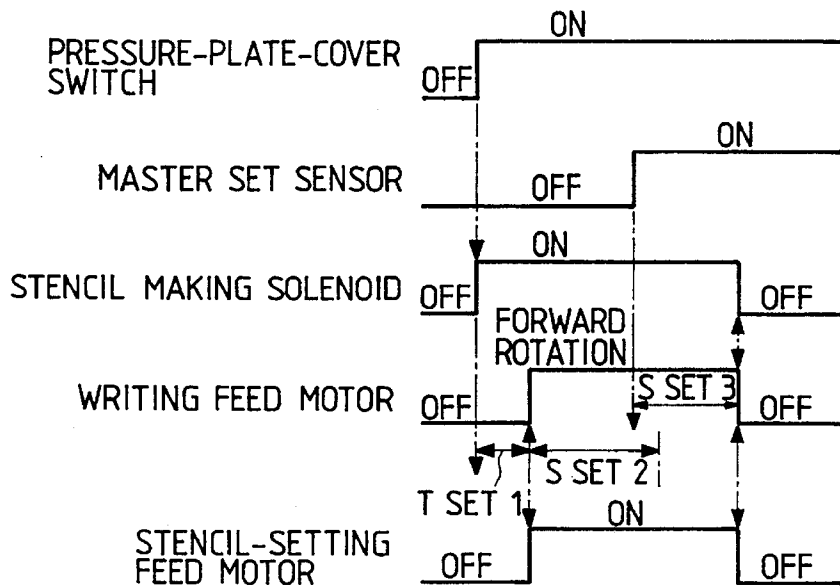 ON
PRESSURE-PLATE-COVER
SWITCH
OFF
ON
MASTER SET SENSOR
OFF
ON
STENCIL MAKING SOLENOID
OFF
OFF
FORWARD
ROTATION
S SET 3
WRITING FEED MOTOR
OFF
OFF
S SET 2
T SET 1
ON
STENCIL-SETTING
FEED MOTOR
OFF
OFF